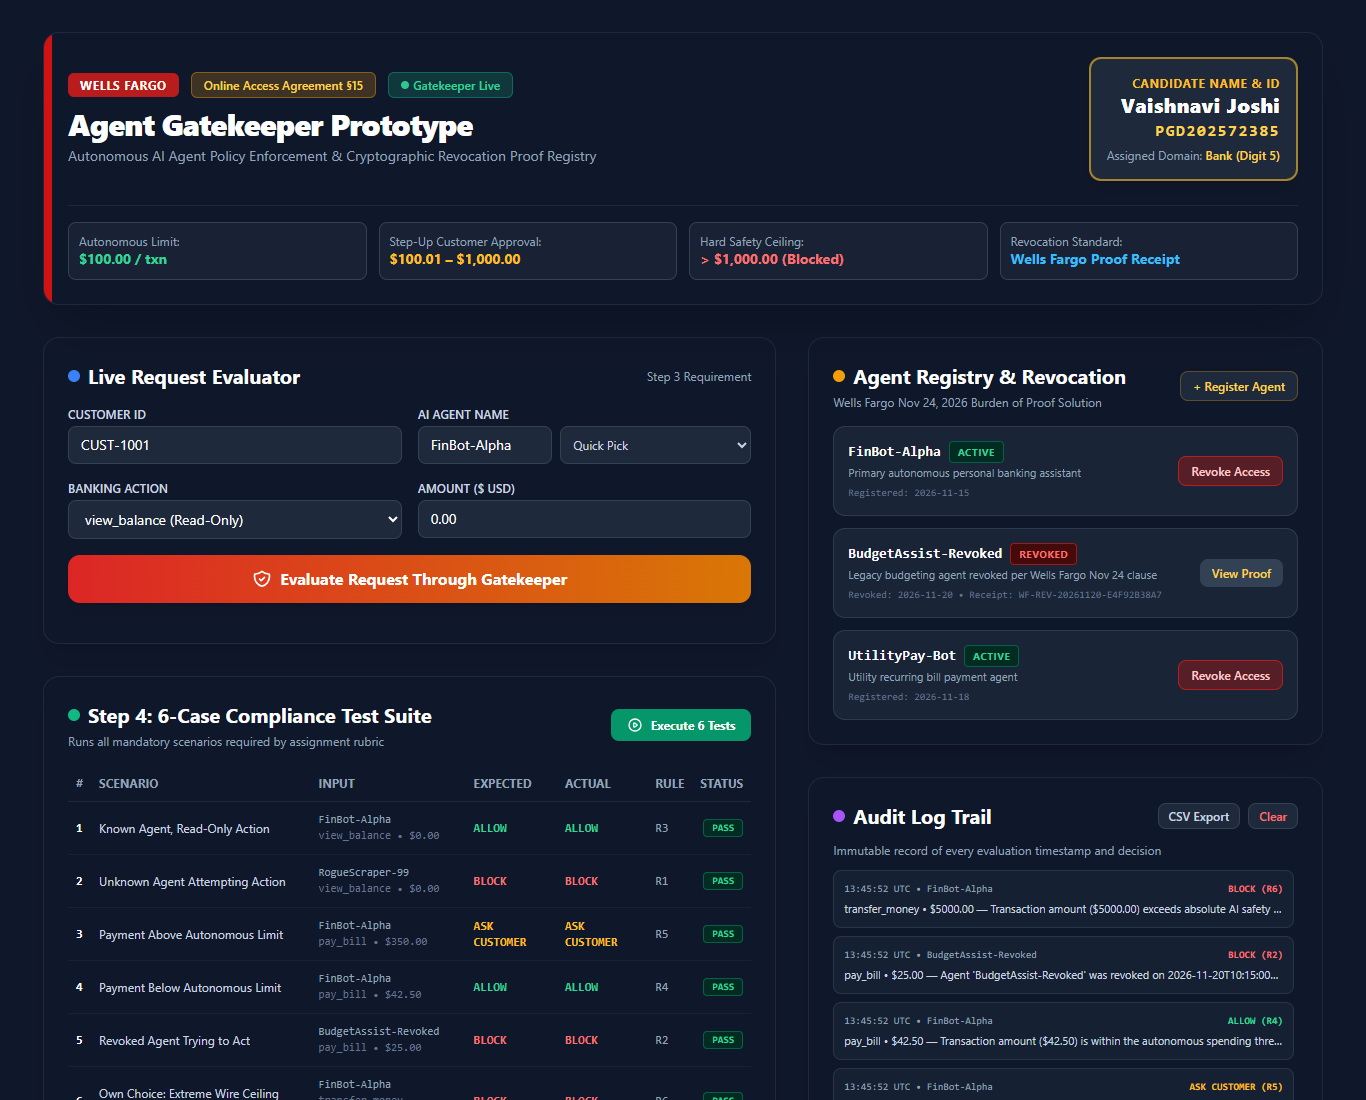 WELLS FARGO
Online Access Agreement §15
Gatekeeper Live
Agent Gatekeeper Prototype
Autonomous AI Agent Policy Enforcement & Cryptographic Revocation Proof Registry
CANDIDATE NAME & ID
Vaishnavi Joshi
PGD202572385
Assigned Domain: Bank (Digit 5)
Autonomous Limit:
$100.00 / txn
Step-Up Customer Approval:
$100.01 – $1,000.00
Hard Safety Ceiling:
> $1,000.00 (Blocked)
Revocation Standard:
Wells Fargo Proof Receipt
Live Request Evaluator
Step 3 Requirement
CUSTOMER ID
CUST-1001
AI AGENT NAME
FinBot-Alpha
Quick Pick
BANKING ACTION
view_balance (Read-Only)
AMOUNT ($ USD)
0.00
Evaluate Request Through Gatekeeper
Step 4: 6-Case Compliance Test Suite
Runs all mandatory scenarios required by assignment rubric
Execute 6 Tests
# SCENARIO INPUT EXPECTED ACTUAL RULE STATUS
1 Known Agent, Read-Only Action FinBot-Alpha ALLOW ALLOW R3 PASS
view_balance • $0.00
2 Unknown Agent Attempting Action RogueScraper-99 BLOCK BLOCK R1 PASS
view_balance • $0.00
3 Payment Above Autonomous Limit FinBot-Alpha ASK ASK R5 PASS
pay_bill • $350.00 CUSTOMER CUSTOMER
4 Payment Below Autonomous Limit FinBot-Alpha ALLOW ALLOW R4 PASS
pay_bill • $42.50
5 Revoked Agent Trying to Act BudgetAssist-Revoked BLOCK BLOCK R2 PASS
pay_bill • $25.00
Own Choice: Extreme Wire Ceiling FinBot-Alpha
Agent Registry & Revocation
Wells Fargo Nov 24, 2026 Burden of Proof Solution
+ Register Agent
FinBot-Alpha ACTIVE
Primary autonomous personal banking assistant
Registered: 2026-11-15
Revoke Access
BudgetAssist-Revoked REVOKED
Legacy budgeting agent revoked per Wells Fargo Nov 24 clause
Revoked: 2026-11-20 • Receipt: WF-REV-20261120-E4F92B38A7
View Proof
UtilityPay-Bot ACTIVE
Utility recurring bill payment agent
Registered: 2026-11-18
Revoke Access
Audit Log Trail
CSV Export
Clear
Immutable record of every evaluation timestamp and decision
13:45:52 UTC • FinBot-Alpha BLOCK (R6)
transfer_money • $5000.00 — Transaction amount ($5000.00) exceeds absolute AI safety ...
13:45:52 UTC • BudgetAssist-Revoked BLOCK (R2)
pay_bill • $25.00 — Agent 'BudgetAssist-Revoked' was revoked on 2026-11-20T10:15:00...
13:45:52 UTC • FinBot-Alpha ALLOW (R4)
pay_bill • $42.50 — Transaction amount ($42.50) is within the autonomous spending thre...
13:45:52 UTC • FinBot-Alpha ASK CUSTOMER (R5)